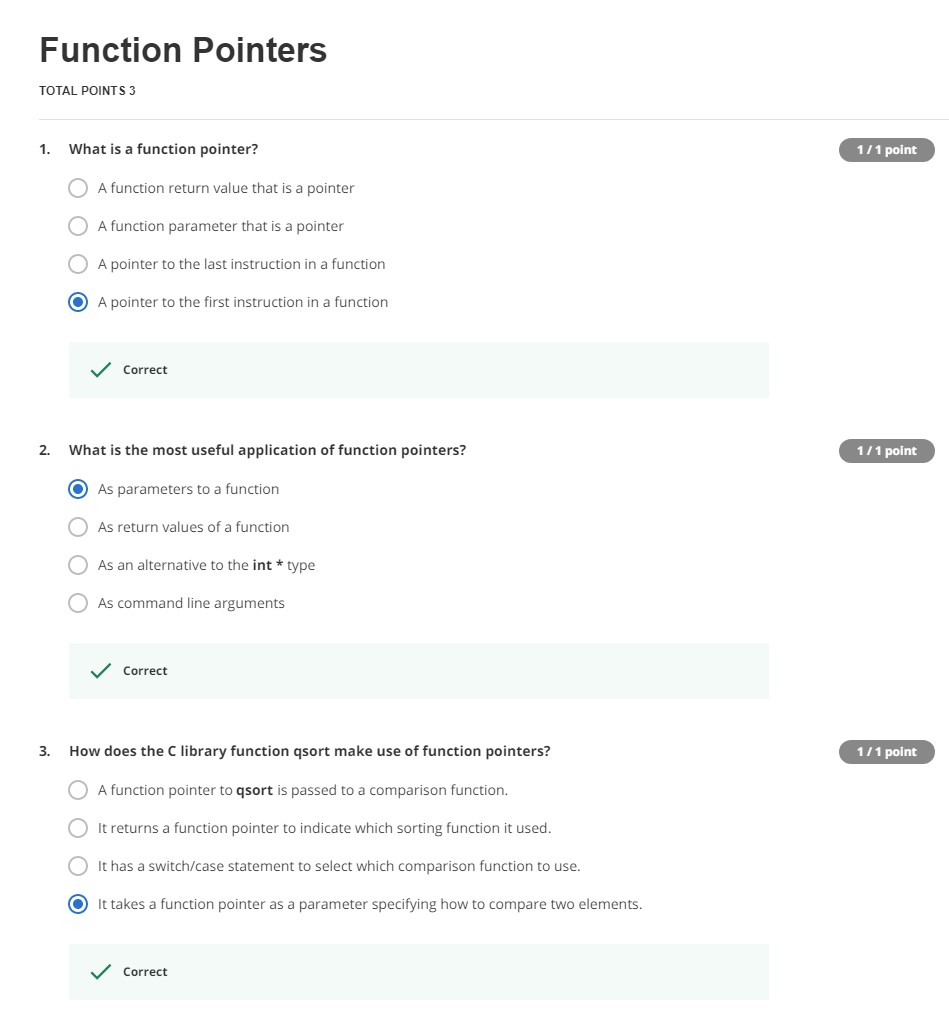 Function Pointers
TOTAL POINTS 3
1. What is a function pointer? 1 / 1 point
A function return value that is a pointer
A function parameter that is a pointer
A pointer to the last instruction in a function
A pointer to the first instruction in a function
Correct
2. What is the most useful application of function pointers? 1 / 1 point
As parameters to a function
As return values of a function
As an alternative to the int * type
As command line arguments
Correct
3. How does the C library function qsort make use of function pointers? 1 / 1 point
A function pointer to qsort is passed to a comparison function.
It returns a function pointer to indicate which sorting function it used.
It has a switch/case statement to select which comparison function to use.
It takes a function pointer as a parameter specifying how to compare two elements.
Correct